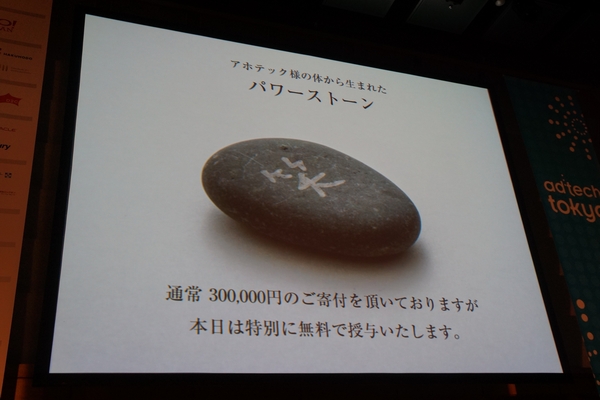 アホテック様の体から生まれた
パワーストーン
通常 300,000円のご寄付を頂いておりますが
本日は特別に無料で授与いたします。
ad:tech
tokyo